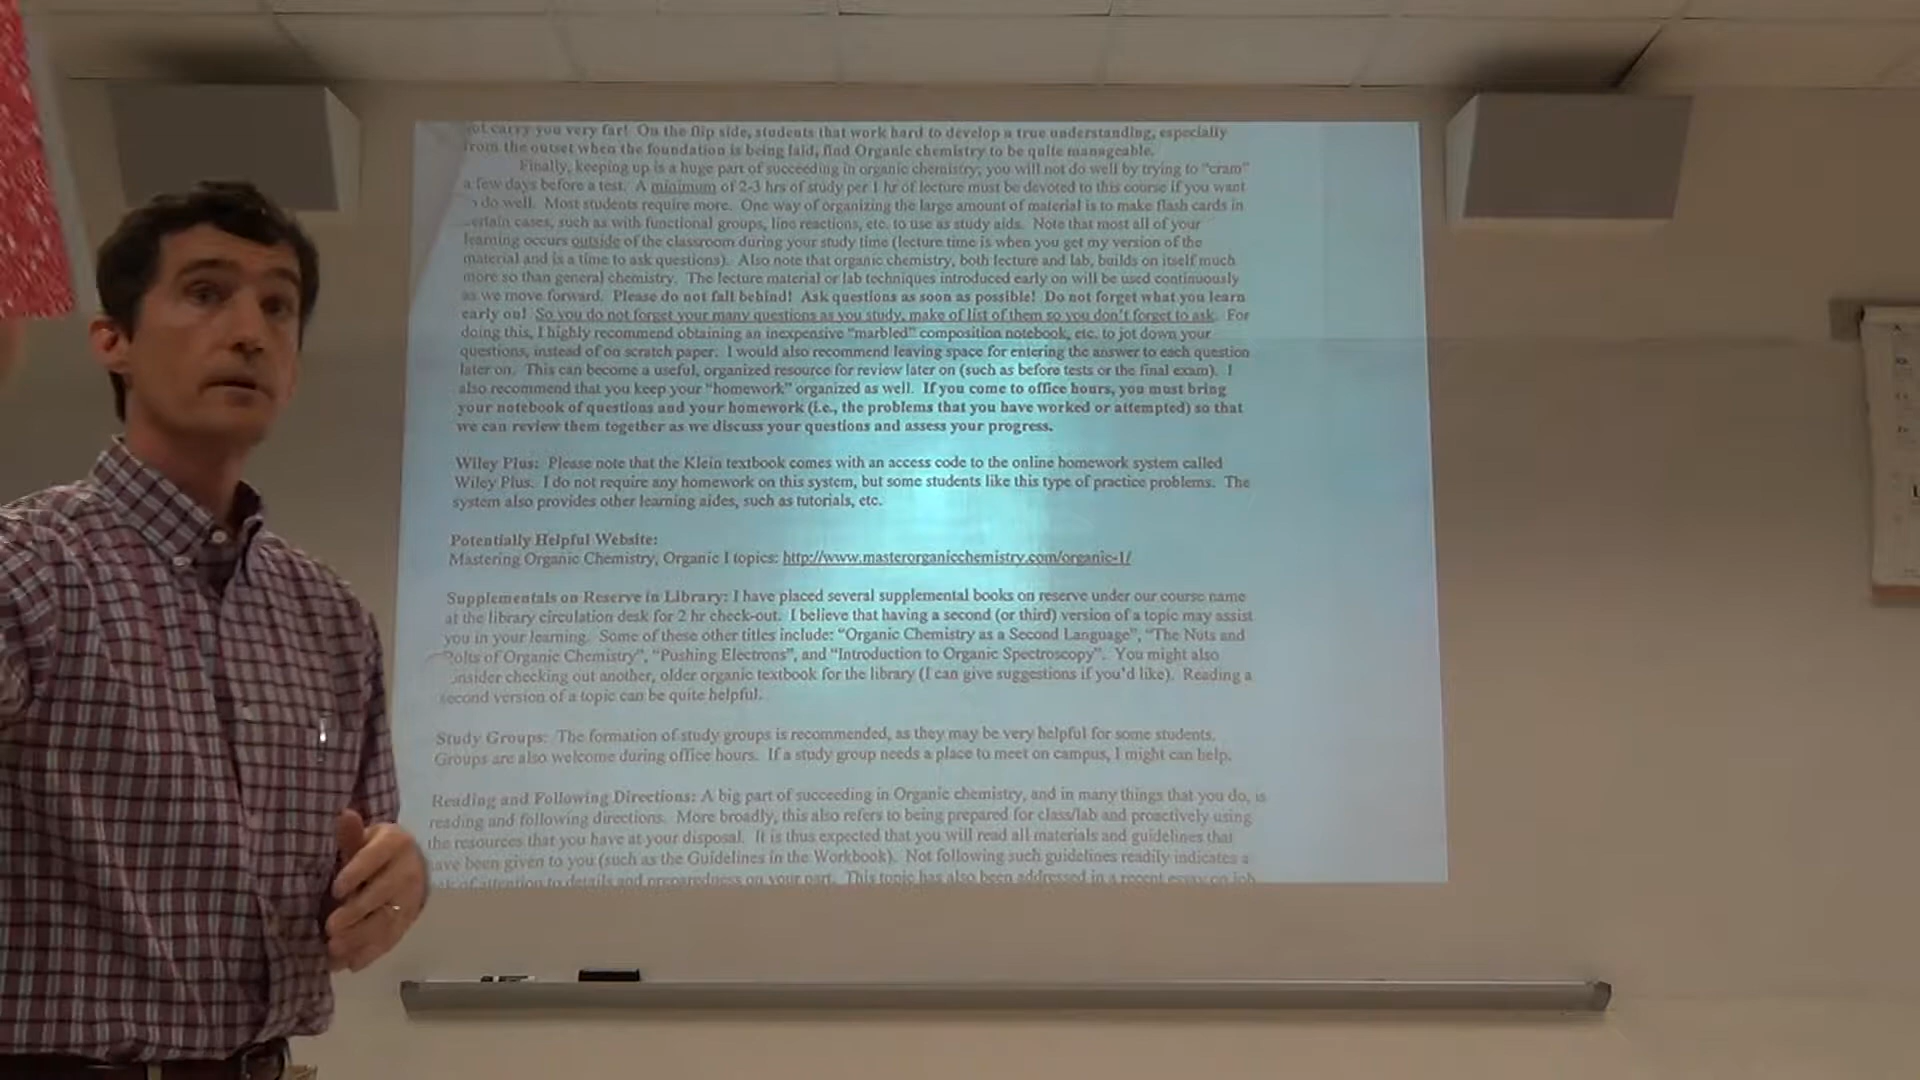 not carry you very far! On the flip side, students that work hard to develop a true understanding, especially
from the outset when the foundation is being laid, find Organic chemistry to be quite manageable.
Finally, keeping up is a huge part of succeeding in organic chemistry; you will not do well by trying to “cram”
a few days before a test. A minimum of 2-3 hrs of study per 1 hr of lecture must be devoted to this course if you want
do well. Most students require more. One way of organizing the large amount of material is to make flash cards in
certain cases, such as with functional groups, line reactions, etc. to use as study aids. Note that most all of your
learning occurs outside of the classroom during your study time (lecture time is when you get my version of the
material and is a time to ask questions). Also note that organic chemistry, both lecture and lab, builds on itself much
more so than general chemistry. The lecture material or lab techniques introduced early on will be used continuously
as we move forward. Please do not fall behind! Ask questions as soon as possible! Do not forget what you learn
early on! So you do not forget your many questions as you study, make of list of them so you don’t forget to ask. For
doing this, I highly recommend obtaining an inexpensive “marbled” composition notebook, etc. to jot down your
questions, instead of on scratch paper. I would also recommend leaving space for entering the answer to each question
later on. This can become a useful, organized resource for review later on (such as before tests or the final exam). I
also recommend that you keep your “homework” organized as well. If you come to office hours, you must bring
your notebook of questions and your homework (i.e., the problems that you have worked or attempted) so that
we can review them together as we discuss your questions and assess your progress.
Wiley Plus: Please note that the Klein textbook comes with an access code to the online homework system called
Wiley Plus. I do not require any homework on this system, but some students like this type of practice problems. The
system also provides other learning aides, such as tutorials, etc.
Potentially Helpful Website:
Mastering Organic Chemistry, Organic I topics: http://www.masterorganicchemistry.com/organic-1/
Supplementals on Reserve in Library: I have placed several supplemental books on reserve under our course name
at the library circulation desk for 2 hr check-out. I believe that having a second (or third) version of a topic may assist
you in your learning. Some of these other titles include: “Organic Chemistry as a Second Language”, “The Nuts and
Bolts of Organic Chemistry”, “Pushing Electrons”, and “Introduction to Organic Spectroscopy”. You might also
consider checking out another, older organic textbook for the library (I can give suggestions if you’d like). Reading a
second version of a topic can be quite helpful.
Study Groups: The formation of study groups is recommended, as they may be very helpful for some students.
Groups are also welcome during office hours. If a study group needs a place to meet on campus, I might can help.
Reading and Following Directions: A big part of succeeding in Organic chemistry, and in many things that you do, is
reading and following directions. More broadly, this also refers to being prepared for class/lab and proactively using
the resources that you have at your disposal. It is thus expected that you will read all materials and guidelines that
have been given to you (such as the Guidelines in the Workbook). Not following such guidelines readily indicates a
lack of attention to details and preparedness on your part. This topic has also been addressed in a recent essay on job